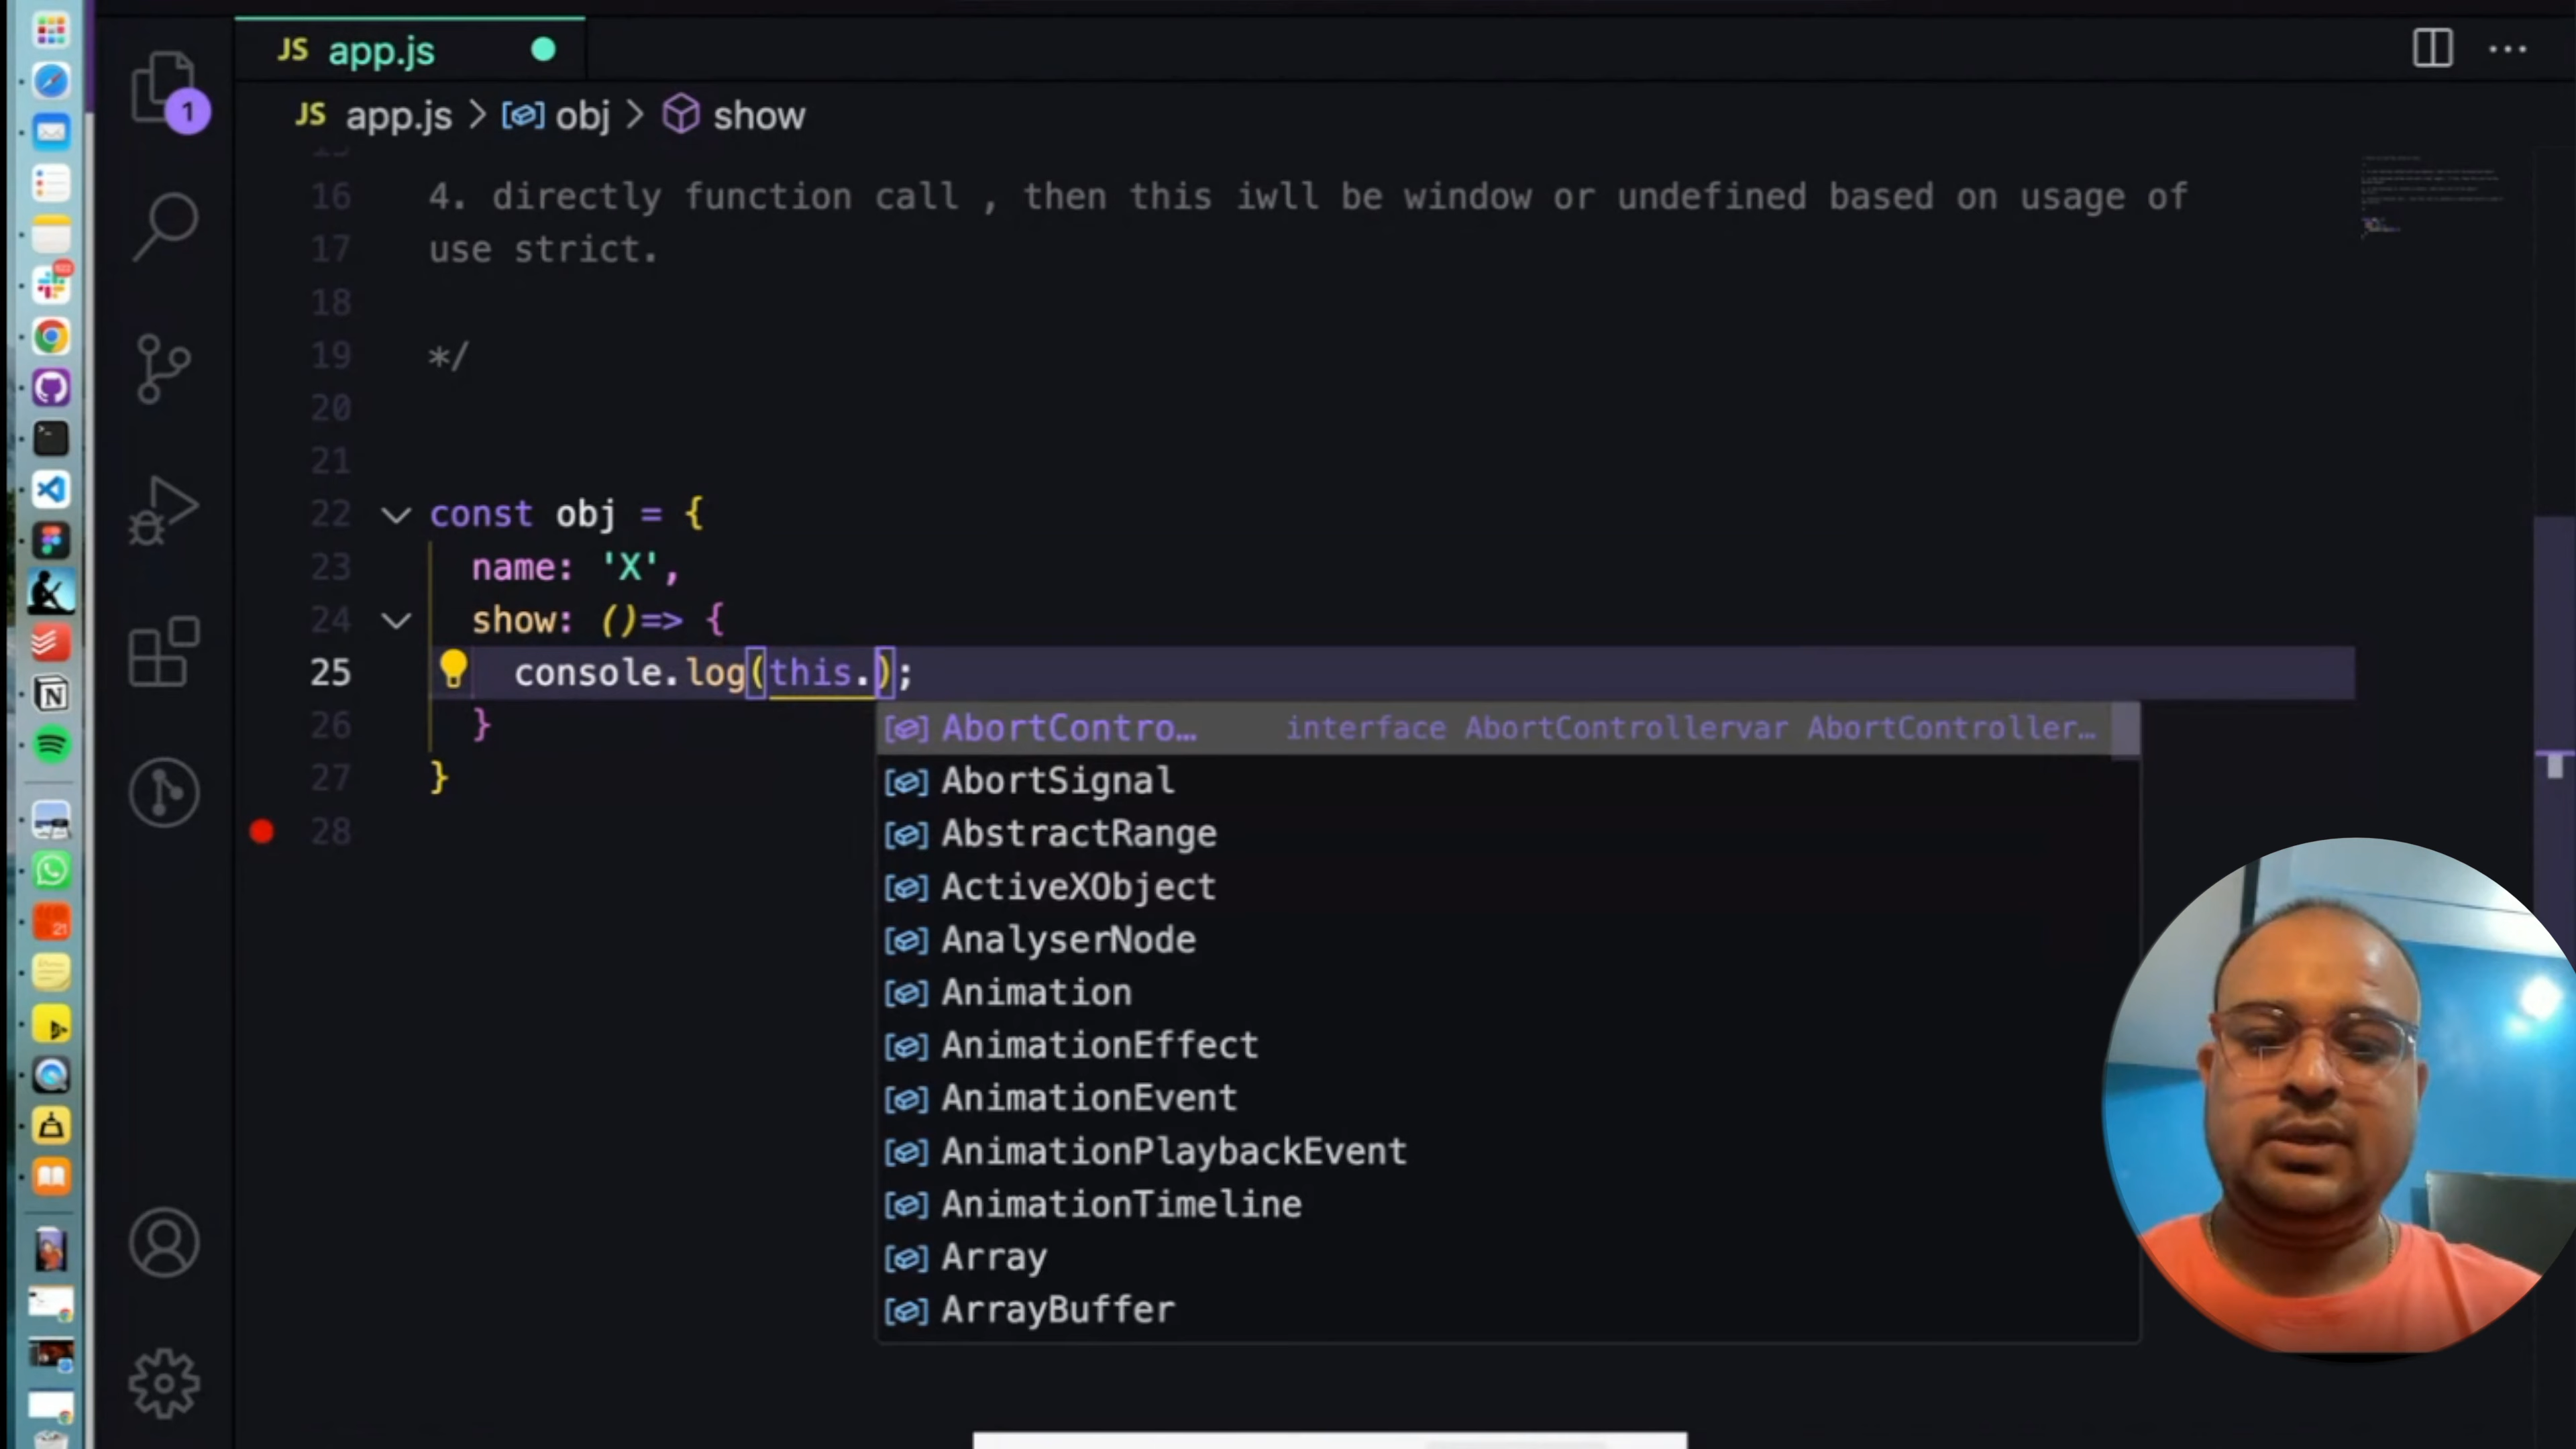 JS app.js
JS app.js > obj > show
1
16 4. directly function call , then this iwll be window or undefined based on usage of
17 use strict.
18
19 */
20
21
22 const obj = {
23 name: 'X',
24 show: ()=> {
25 console.log(this.);
26 }
27 }
28
AbortContro… interface AbortControllervar AbortController…
AbortSignal
AbstractRange
ActiveXObject
AnalyserNode
Animation
AnimationEffect
AnimationEvent
AnimationPlaybackEvent
AnimationTimeline
Array
ArrayBuffer
21